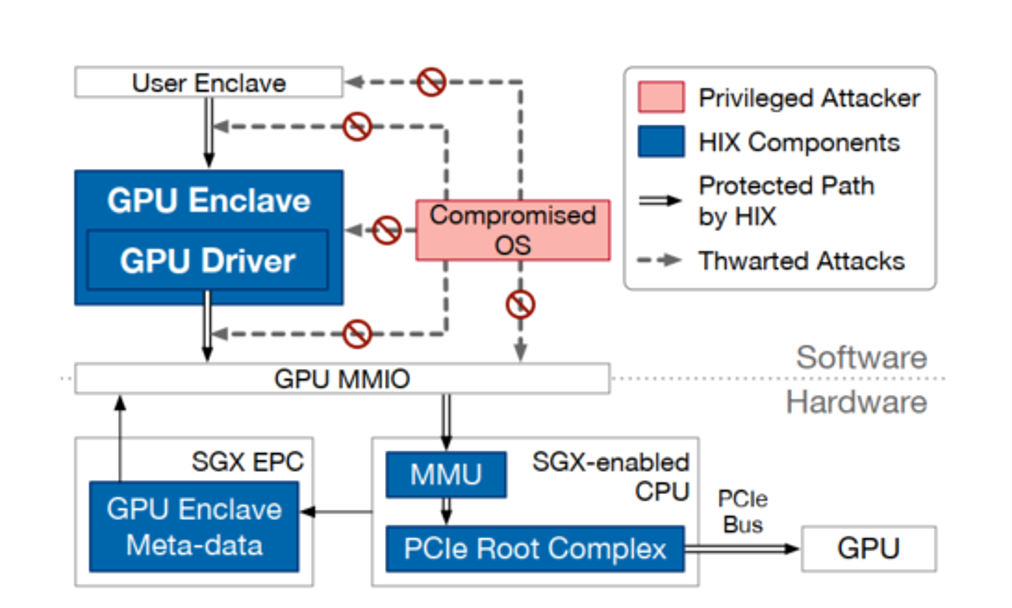 User Enclave
GPU Enclave
GPU Driver
Compromised
OS
Privileged Attacker
HIX Components
Protected Path
by HIX
Thwarted Attacks
Software
GPU MMIO
Hardware
SGX EPC
GPU Enclave
Meta-data
MMU
SGX-enabled
CPU
PCIe Root Complex
PCIe
Bus
GPU